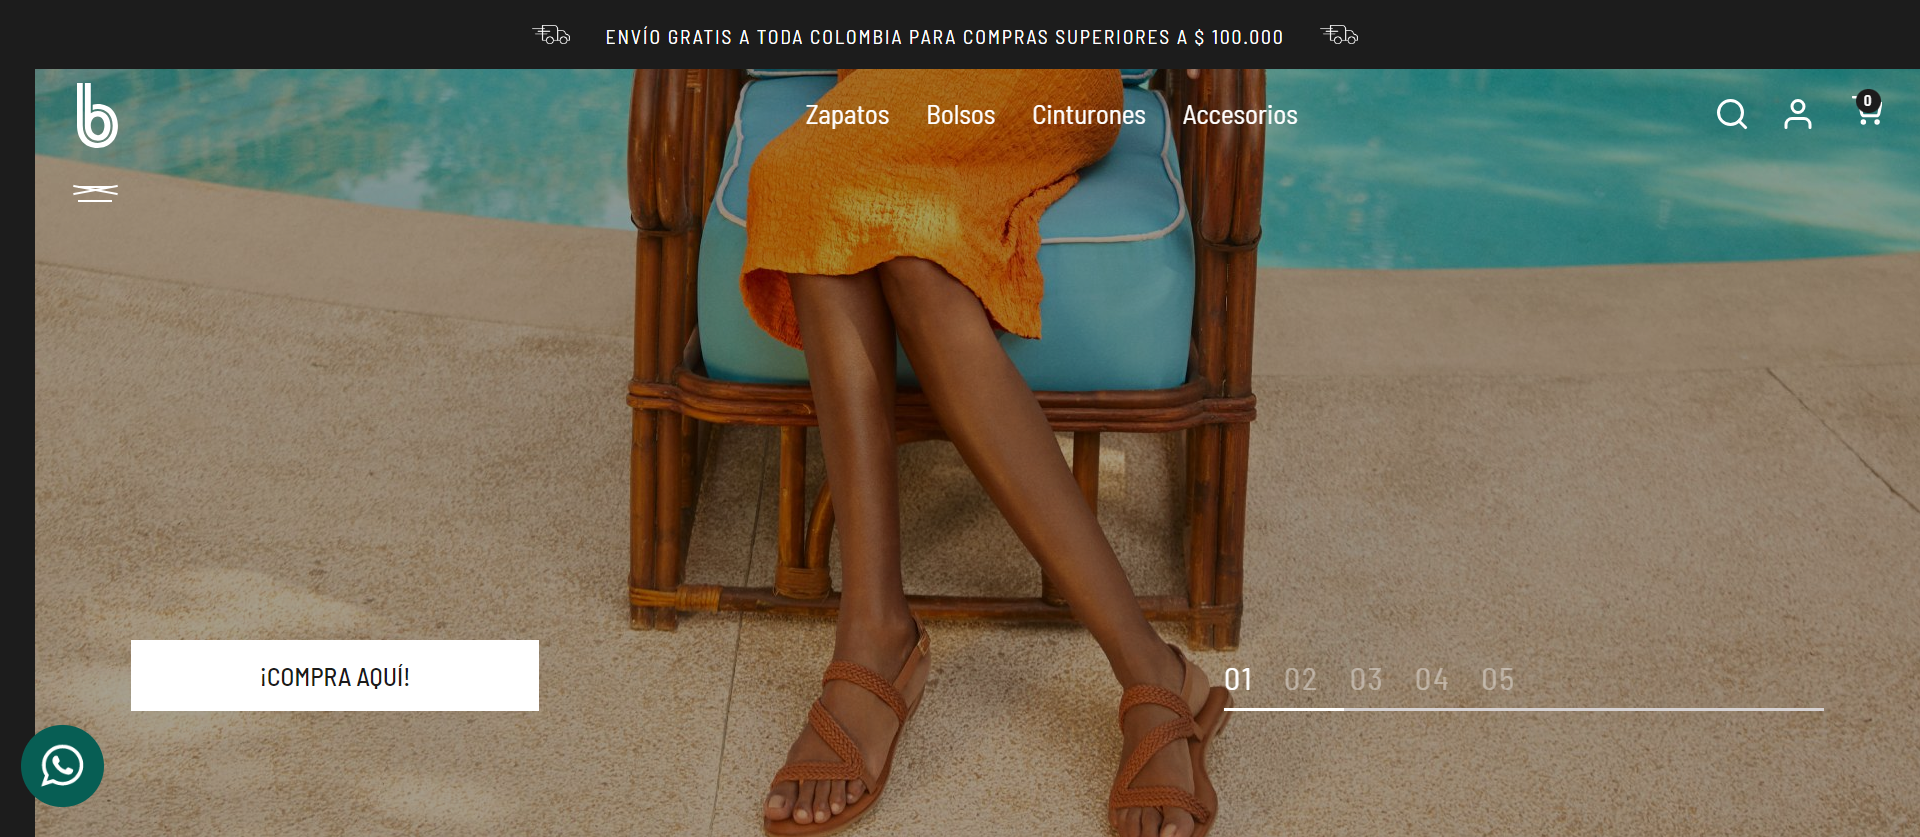 ENVÍO GRATIS A TODA COLOMBIA PARA COMPRAS SUPERIORES A $ 100.000
b
Zapatos Bolsos Cinturones Accesorios
0
¡COMPRA AQUÍ!
01 02 03 04 05